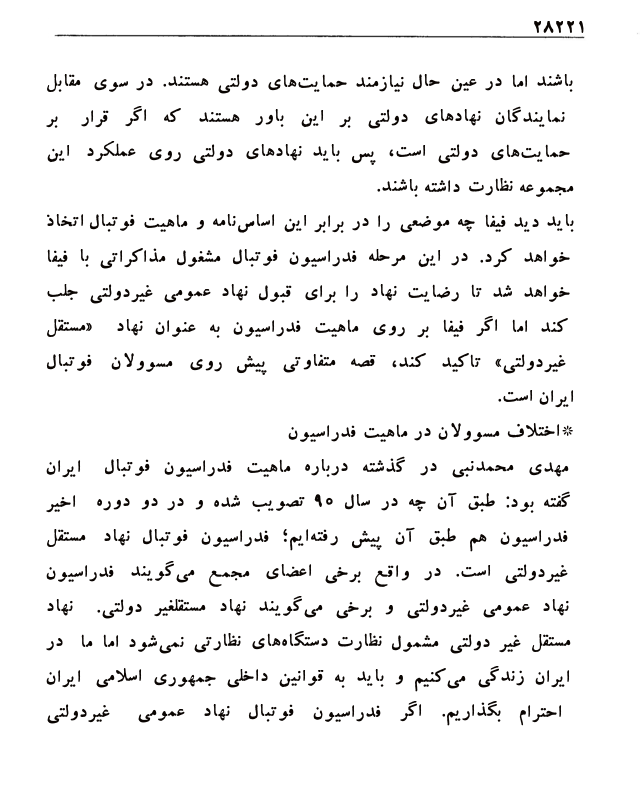 ۲۸۲۲۱
باشند اما در عین حال نیازمند حمایت‌های دولتی هستند. در سوی مقابل
نمایندگان نهادهای دولتی بر این باور هستند که اگر قرار بر
حمایت‌های دولتی است، پس باید نهادهای دولتی روی عملکرد این
مجموعه نظارت داشته باشند.
باید دید فیفا چه موضعی را در برابر این اساس‌نامه و ماهیت فوتبال اتخاذ
خواهد کرد. در این مرحله فدراسیون فوتبال مشغول مذاکراتی با فیفا
خواهد شد تا رضایت نهاد را برای قبول نهاد عمومی غیردولتی جلب
کند اما اگر فیفا بر روی ماهیت فدراسیون به عنوان نهاد «مستقل
غیردولتی» تاکید کند، قصه متفاوتی پیش روی مسوولان فوتبال
ایران است.
*اختلاف مسوولان در ماهیت فدراسیون
مهدی محمدنبی در گذشته درباره ماهیت فدراسیون فوتبال ایران
گفته بود: طبق آن چه در سال ۹۰ تصویب شده و در دو دوره اخیر
فدراسیون هم طبق آن پیش رفته‌ایم؛ فدراسیون فوتبال نهاد مستقل
غیردولتی است. در واقع برخی اعضای مجمع می‌گویند فدراسیون
نهاد عمومی غیردولتی و برخی می‌گویند نهاد مستقلغیر دولتی. نهاد
مستقل غیر دولتی مشمول نظارت دستگاه‌های نظارتی نمی‌شود اما ما در
ایران زندگی می‌کنیم و باید به قوانین داخلی جمهوری اسلامی ایران
احترام بگذاریم. اگر فدراسیون فوتبال نهاد عمومی غیردولتی